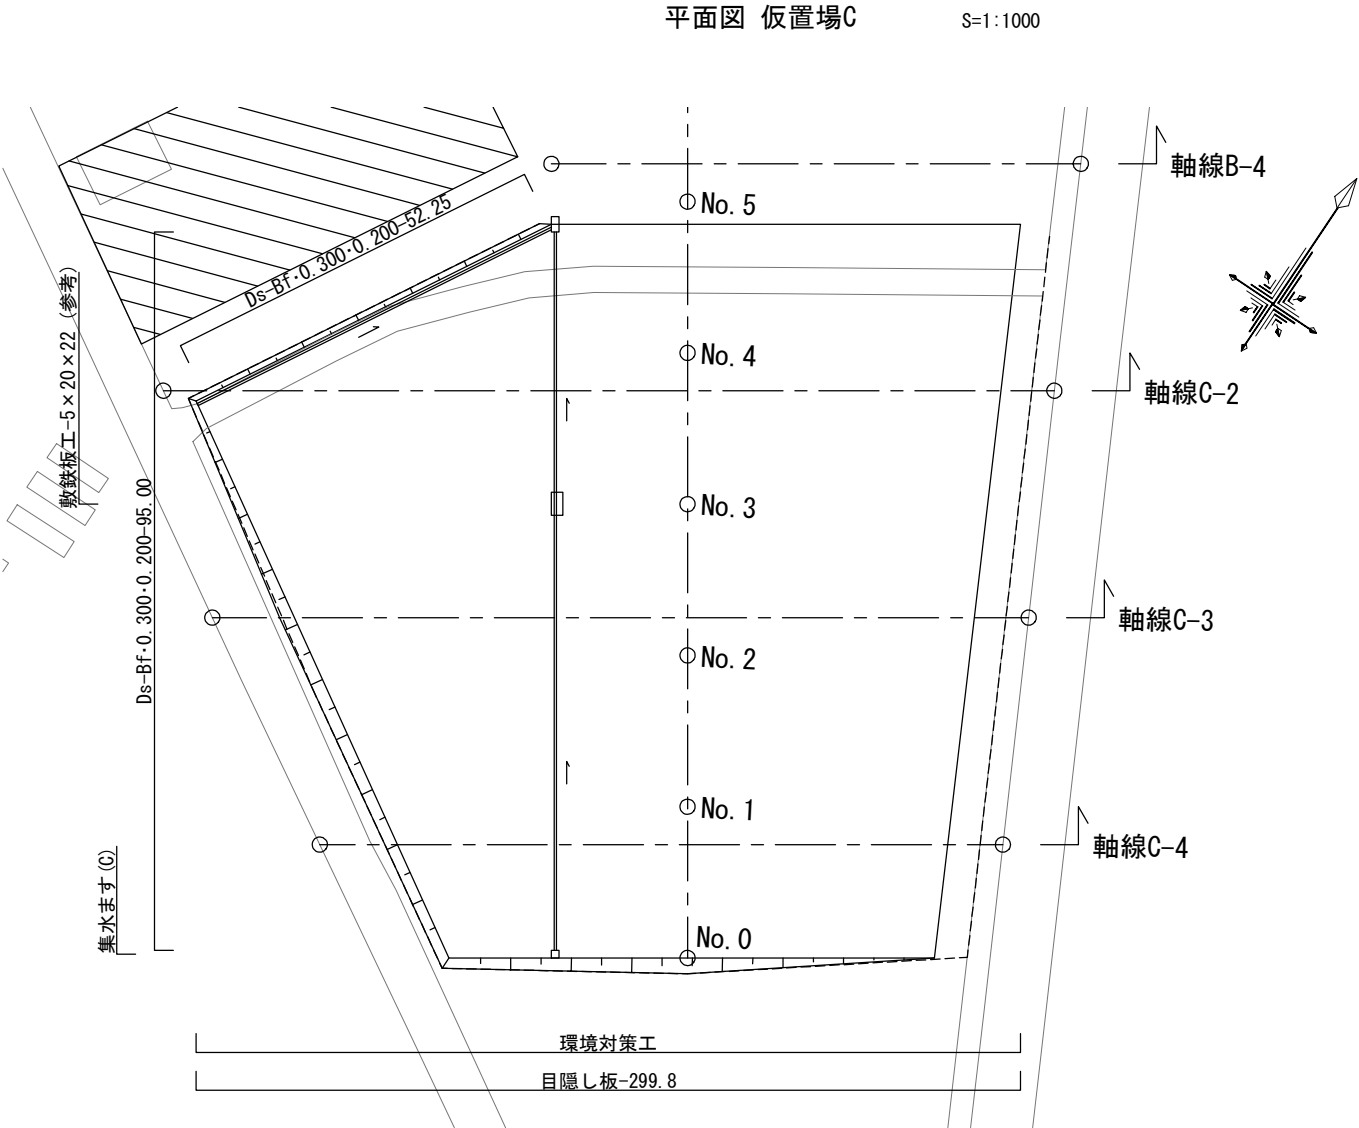 平面図 仮置場C
S=1:1000
軸線B-4
No.5
Ds-Bf･0.300･0.200-52.25
敷鉄板工-5×20×22 (参考)
No.4
軸線C-2
No.3
Ds-Bf･0.300･0.200-95.00
軸線C-3
No.2
No.1
軸線C-4
集水ます(C)
No.0
環境対策工
目隠し板-299.8